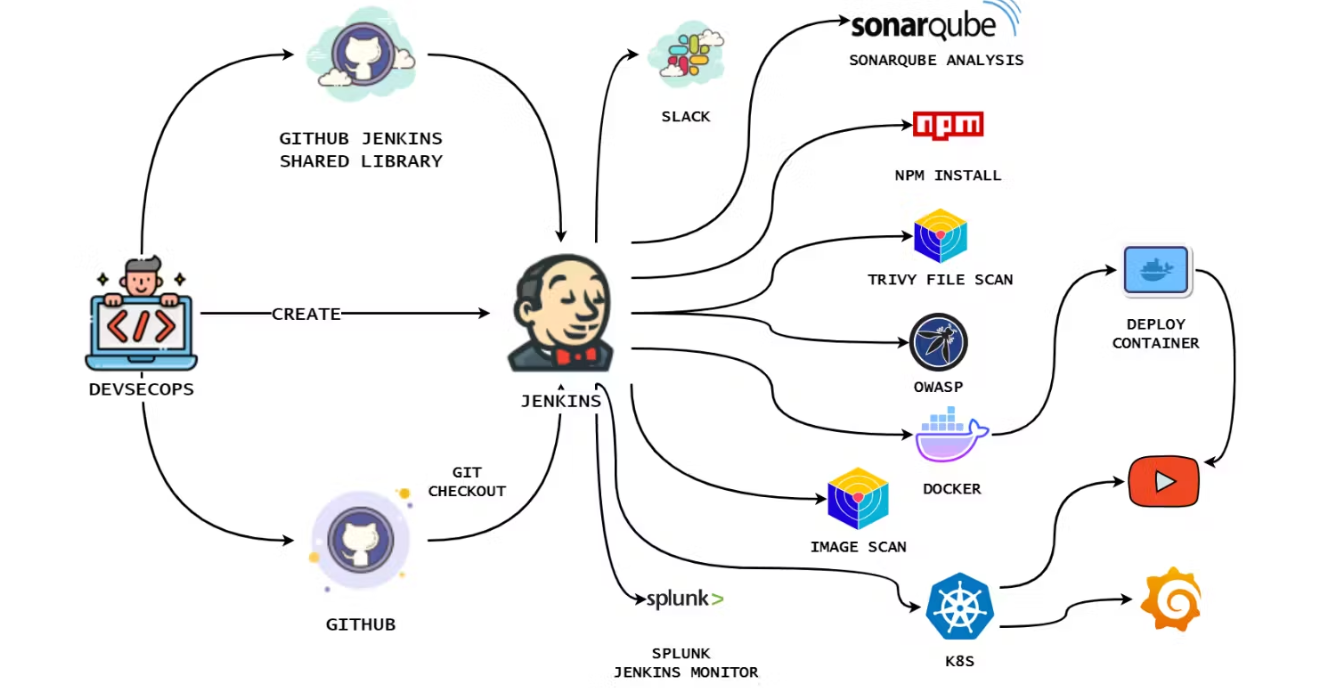 sonarqube
SONARQUBE ANALYSIS
SLACK
GITHUB JENKINS
SHARED LIBRARY
npm
NPM INSTALL
TRIVY FILE SCAN
CREATE
DEPLOY
CONTAINER
DEVSECOPS
OWASP
JENKINS
GIT
CHECKOUT
DOCKER
IMAGE SCAN
splunk>
GITHUB
SPLUNK
JENKINS MONITOR
K8S